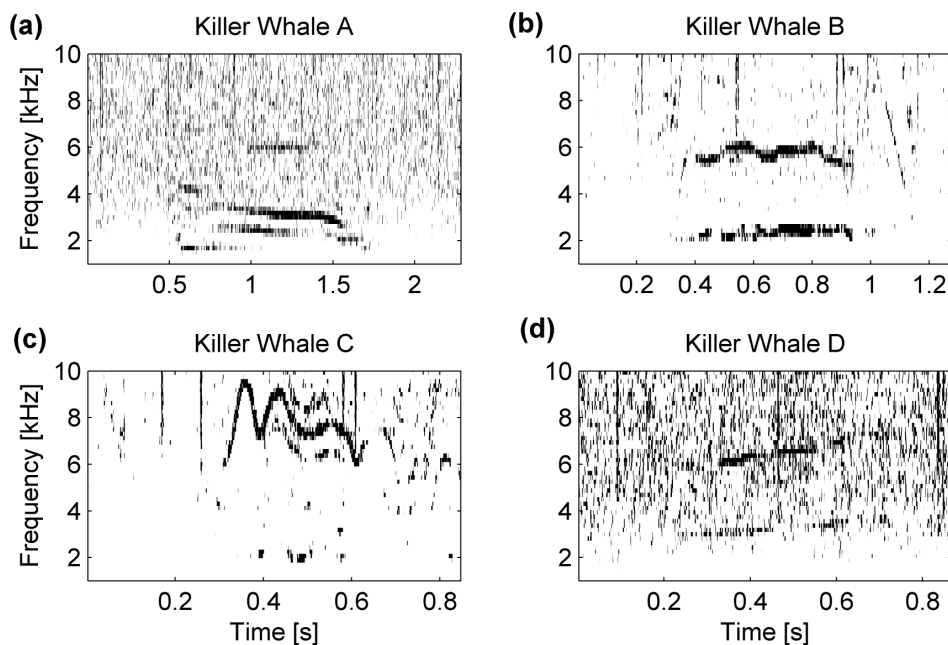 (a) Killer Whale A
10
8
6
4
2
Frequency [kHz]
0.5 1 1.5 2
(b) Killer Whale B
10
8
6
4
2
0.2 0.4 0.6 0.8 1 1.2
(c) Killer Whale C
10
8
6
4
2
Frequency [kHz]
0.2 0.4 0.6 0.8
Time [s]
(d) Killer Whale D
10
8
6
4
2
0.2 0.4 0.6 0.8
Time [s]